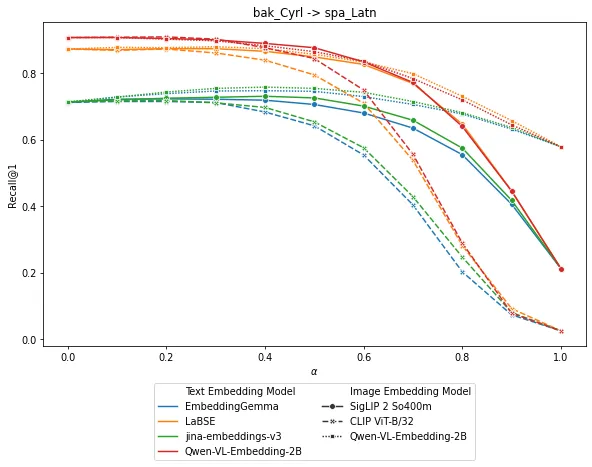 bak_Cyrl -> spa_Latn
Recall@1
0.8
0.6
0.4
0.2
0.0
0.0 0.2 0.4 0.6 0.8 1.0
α
Text Embedding Model
EmbeddingGemma
LaBSE
jina-embeddings-v3
Qwen-VL-Embedding-2B
Image Embedding Model
SigLIP 2 So400m
CLIP ViT-B/32
Qwen-VL-Embedding-2B